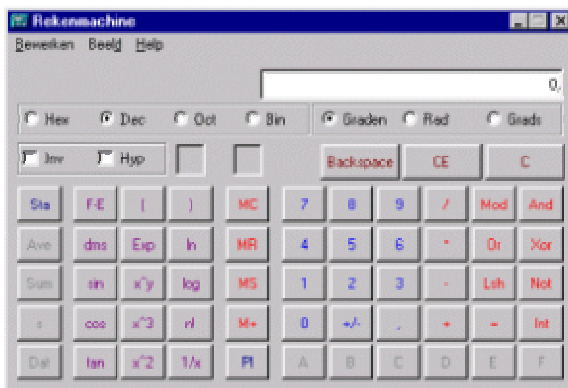 Rekenmachine
Bewerken Beeld Help
0,
Hex Dec Oct Bin Graden Rad Grads
Inv Hyp Backspace CE C
Sta F-E ( ) MC 7 8 9 / Mod And
Ave dms Exp ln MR 4 5 6 * Or Xor
Sum sin x^y log MS 1 2 3 - Lsh Not
s cos x^3 n! M+ 0 +/- , + = Int
Dat tan x^2 1/x PI A B C D E F